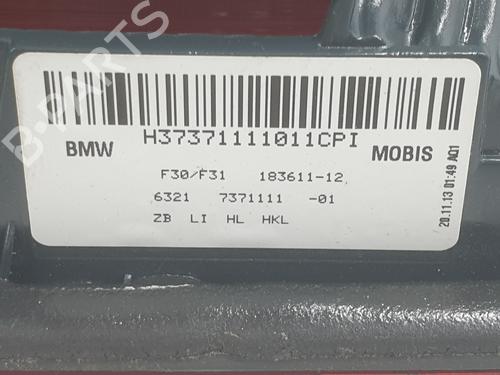 H37371111011CPI
BMW
MOBIS
F30/F31 183611-12
6321 7371111 -01
ZB LI HL HKL
20.11.13 01:49 AQ1
B-PARTS